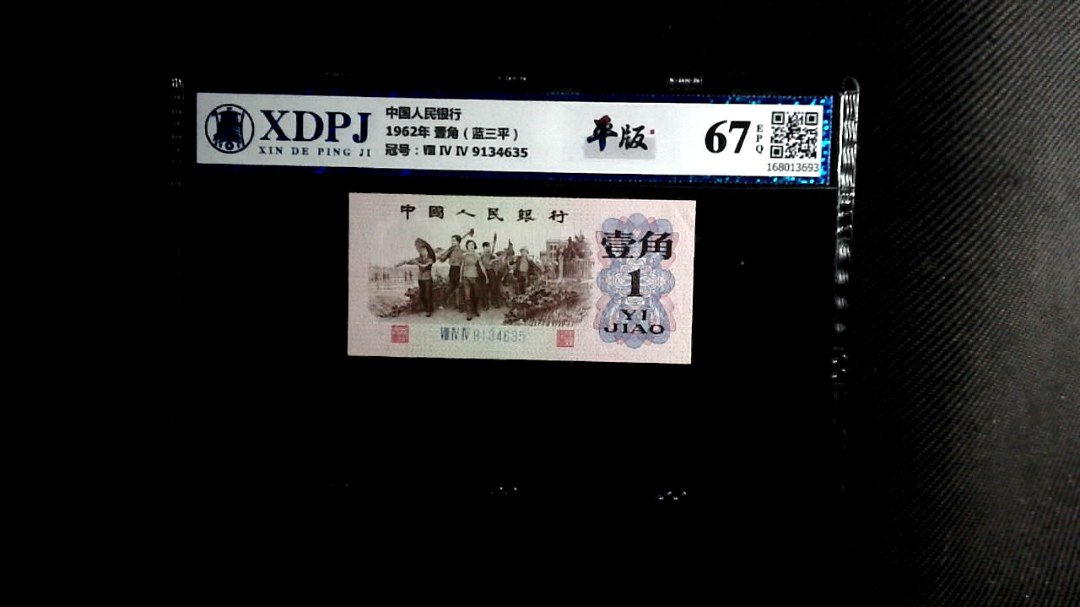 XDPJ
XIN DE PING JI
中国人民银行
1962年 壹角（蓝三平）
冠号：Ⅷ Ⅳ Ⅳ 9134635
平版
67
EPQ
168013693
中國人民銀行
壹角
1
YI
JIAO
Ⅷ Ⅳ Ⅳ 9134635